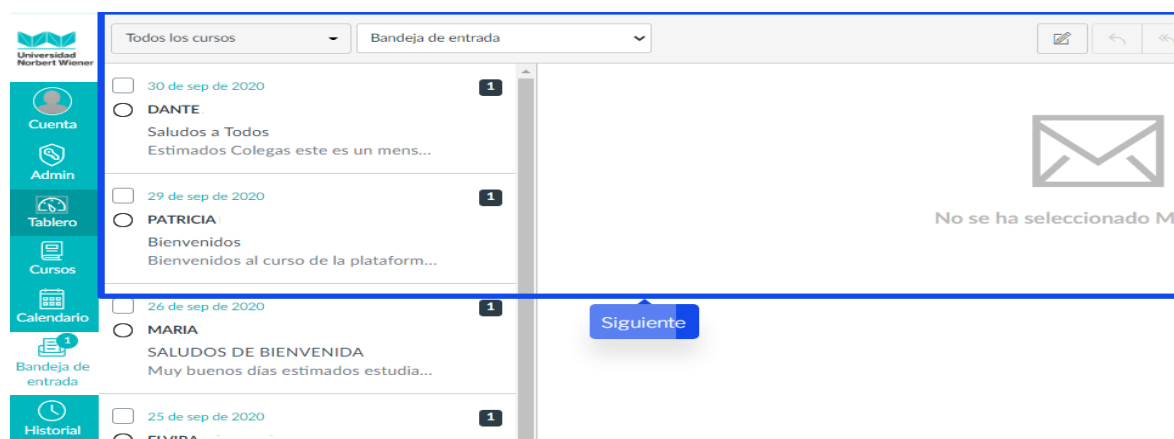 Universidad
Norbert Wiener
Cuenta
Admin
Tablero
Cursos
Calendario
1
Bandeja de
entrada
Historial
Todos los cursos
Bandeja de entrada
30 de sep de 2020
1
DANTE
Saludos a Todos
Estimados Colegas este es un mens...
29 de sep de 2020
1
PATRICIA
Bienvenidos
Bienvenidos al curso de la plataform...
26 de sep de 2020
1
MARIA
SALUDOS DE BIENVENIDA
Muy buenos días estimados estudia...
25 de sep de 2020
1
No se ha seleccionado M
Siguiente